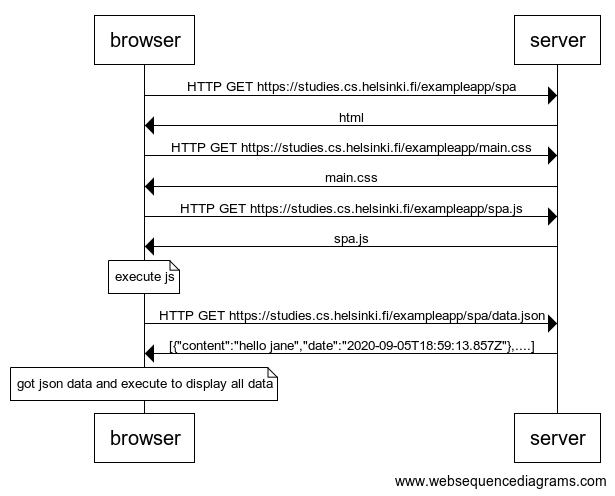 browser
server
HTTP GET https://studies.cs.helsinki.fi/exampleapp/spa
html
HTTP GET https://studies.cs.helsinki.fi/exampleapp/main.css
main.css
HTTP GET https://studies.cs.helsinki.fi/exampleapp/spa.js
spa.js
execute js
HTTP GET https://studies.cs.helsinki.fi/exampleapp/spa/data.json
[{"content":"hello jane","date":"2020-09-05T18:59:13.857Z"},....]
got json data and execute to display all data
browser
server
www.websequencediagrams.com